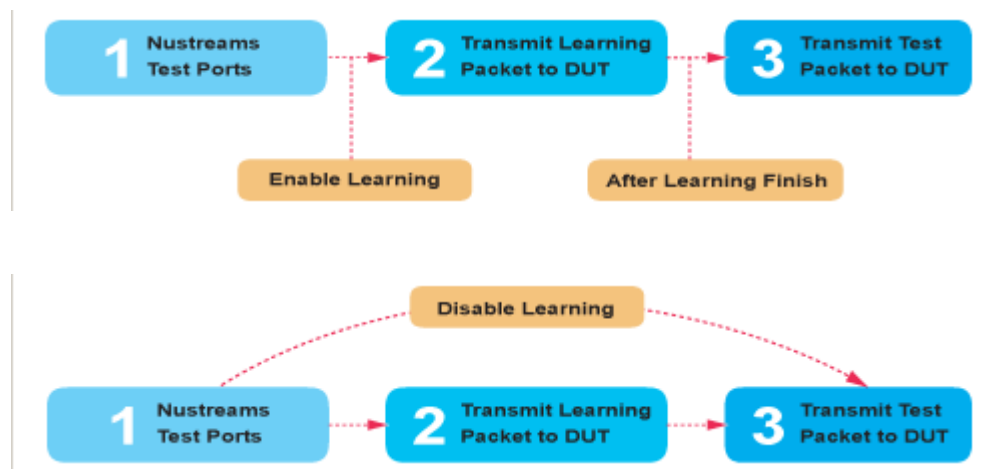 1 Nustreams
Test Ports
2 Transmit Learning
Packet to DUT
3 Transmit Test
Packet to DUT
Enable Learning
After Learning Finish
Disable Learning
1 Nustreams
Test Ports
2 Transmit Learning
Packet to DUT
3 Transmit Test
Packet to DUT